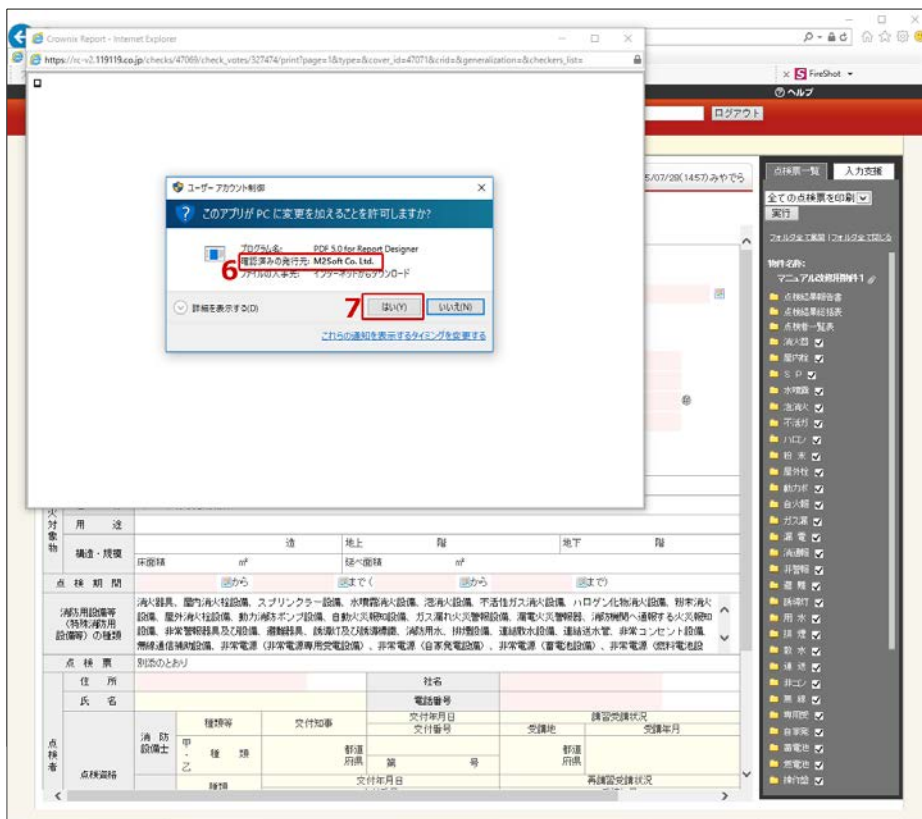 Crownix Report - Internet Explorer
https://rc-v2.119119.co.jp/checks/47069/check_votes/327474/print?page=1&type=&cover_id=47071&crid=&generalization=&checkers_list=
FireShot
ヘルプ
ログアウト
5/07/29(14:57)みやでら
点検票一覧
入力支援
全ての点検票を印刷
実行
フォルダ全て展開 | フォルダ全て閉じる
物件名称:
マニュアル改修用物件1
点検結果報告書
点検結果総括表
点検者一覧表
消火器
屋内栓
ＳＰ
水噴霧
泡消火
不活ガ
ハロン
粉末
屋外栓
動力ポ
自火報
ガス漏
漏電
消通報
非警報
避難
誘導灯
用水
排煙
散水
連送
非コン
無線
専用受
自家発
蓄電池
燃電池
操作盤
ユーザー アカウント制御
このアプリが PC に変更を加えることを許可しますか?
プログラム名: PDF 5.0 for Report Designer
6 確認済みの発行元: M2Soft Co. Ltd.
ファイルの入手先: インターネットからダウンロード
詳細を表示する(D)
7 はい(Y) いいえ(N)
これらの通知を表示するタイミングを変更する
火対象物
用途
構造・規模
造 地上 階 地下 階
床面積 ㎡ 延べ面積 ㎡
点検期間
から まで ( から まで)
消防用設備等(特殊消防用設備等)の種類
消火器具、屋内消火栓設備、スプリンクラー設備、水噴霧消火設備、泡消火設備、不活性ガス消火設備、ハロゲン化物消火設備、粉末消火
設備、屋外消火栓設備、動力消防ポンプ設備、自動火災報知設備、ガス漏れ火災警報設備、漏電火災警報器、消防機関へ通報する火災報知
設備、非常警報器具及び設備、避難器具、誘導灯及び誘導標識、消防用水、排煙設備、連結散水設備、連結送水管、非常コンセント設備、
無線通信補助設備、非常電源(非常電源専用受電設備)、非常電源(自家発電設備)、非常電源(蓄電池設備)、非常電源(燃料電池設
点検票
別添のとおり
点検者
住所
社名
氏名
電話番号
点検資格
消防設備士
種類等
交付知事
交付年月日
交付番号
講習受講状況
受講地
受講年月
甲・乙
種類
都道府県
第 号
都道府県
種類
交付年月日
再講習受講状況